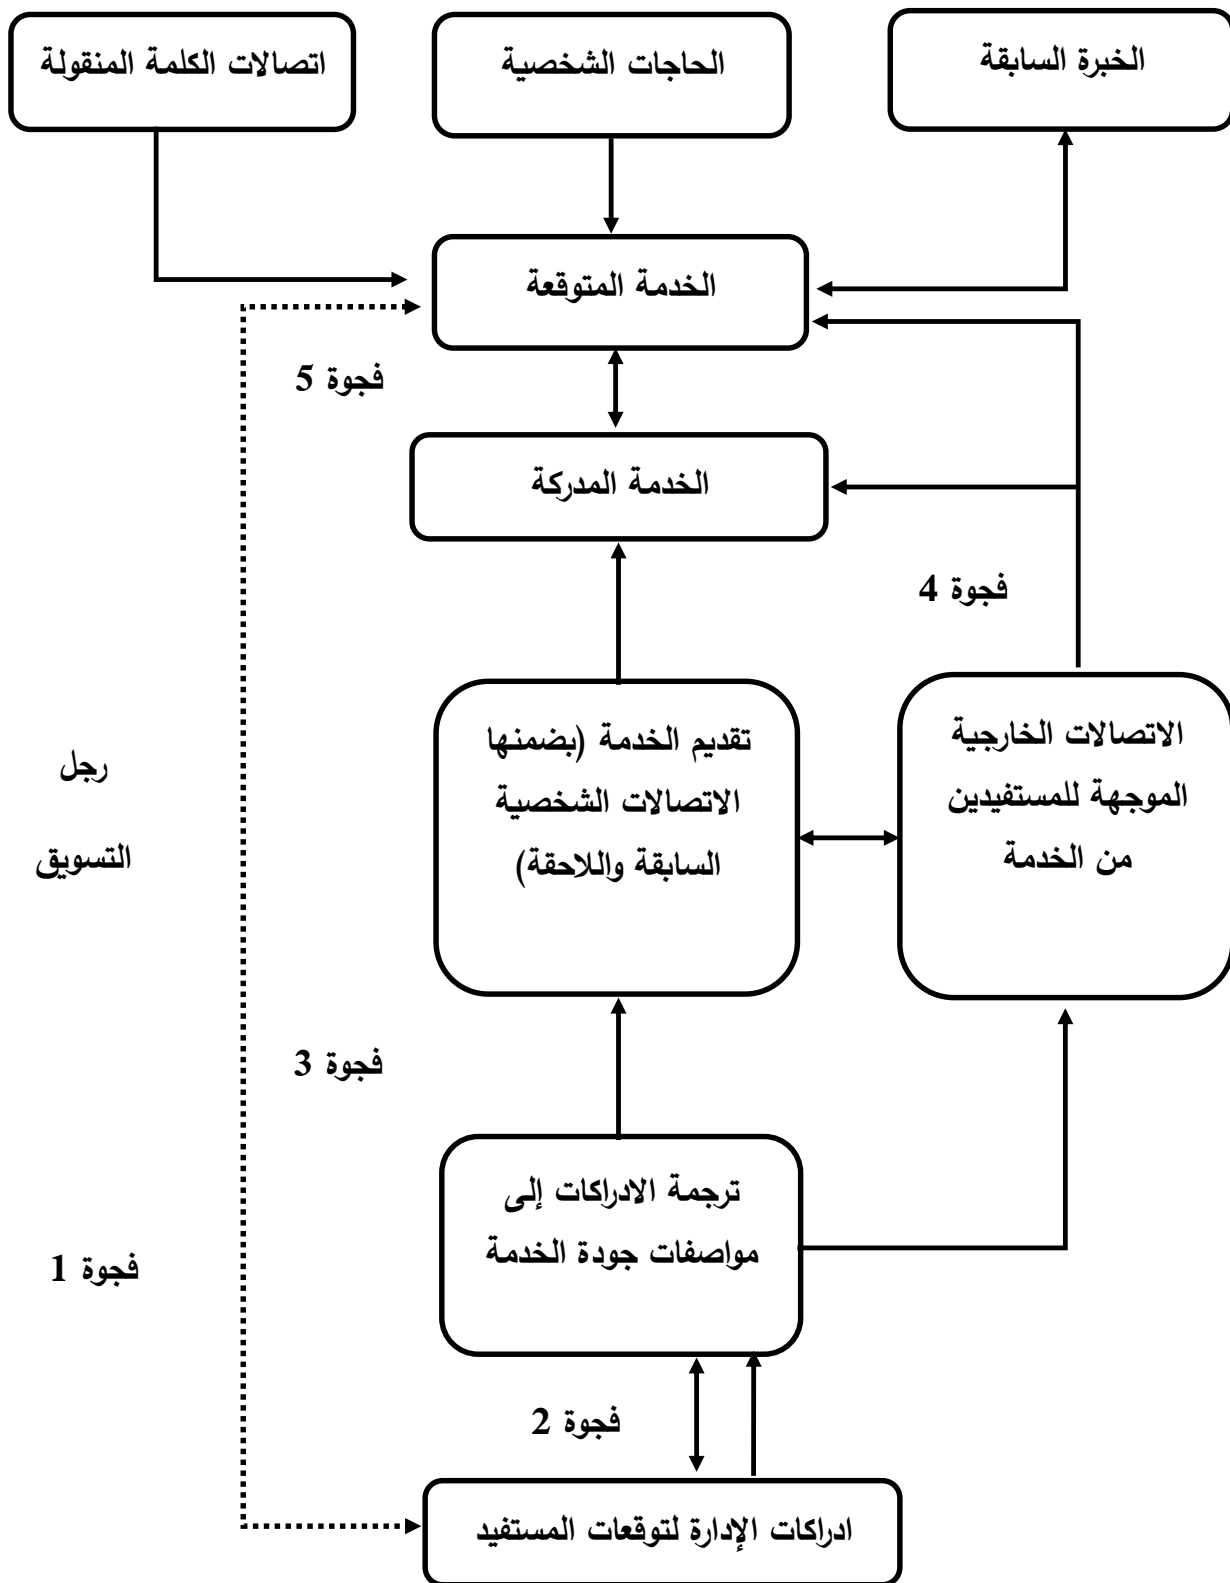 الخبرة السابقة
الحاجات الشخصية
اتصالات الكلمة المنقولة
الخدمة المتوقعة
فجوة 5
الخدمة المدركة
فجوة 4
الاتصالات الخارجية
الموجهة للمستفيدين
من الخدمة
تقديم الخدمة (بضمنها
الاتصالات الشخصية
السابقة واللاحقة)
رجل
التسويق
فجوة 3
ترجمة الادراكات إلى
مواصفات جودة الخدمة
فجوة 1
فجوة 2
ادراكات الإدارة لتوقعات المستفيد